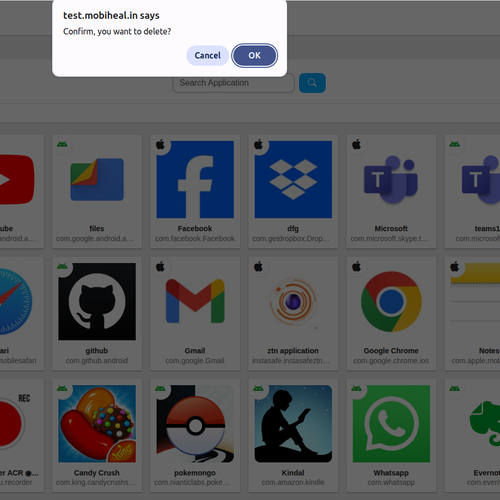 test.mobiheal.in says
Confirm, you want to delete?
Cancel
OK
Search Application
ube files Facebook dfg Microsoft teams1
android.a... com.google.android.a... com.facebook.Facebook com.getdropbox.Drop... com.microsoft.skype.t... com.microsof
ari github Gmail ztn application Google Chrome Notes
mobilesafari com.github.android com.google.Gmail instasafe.instasafeztn... com.google.chrome.ios com.apple.mob
REC
er ACR ◉... Candy Crush pokemongo Kindal Whatsapp Evernot
u.recorder com.king.candycrushs... com.nianticlabs.poke... com.amazon.kindle com.whatsapp com.evern